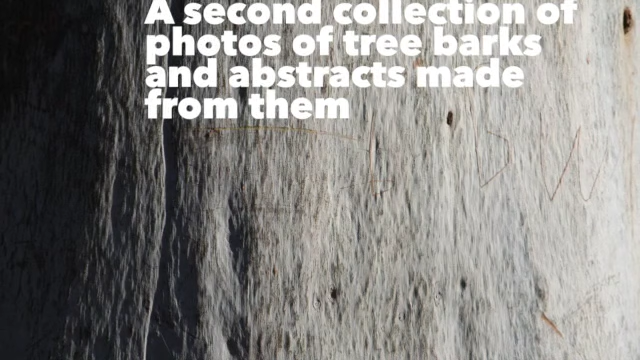 A second collection of
photos of tree barks
and abstracts made
from them